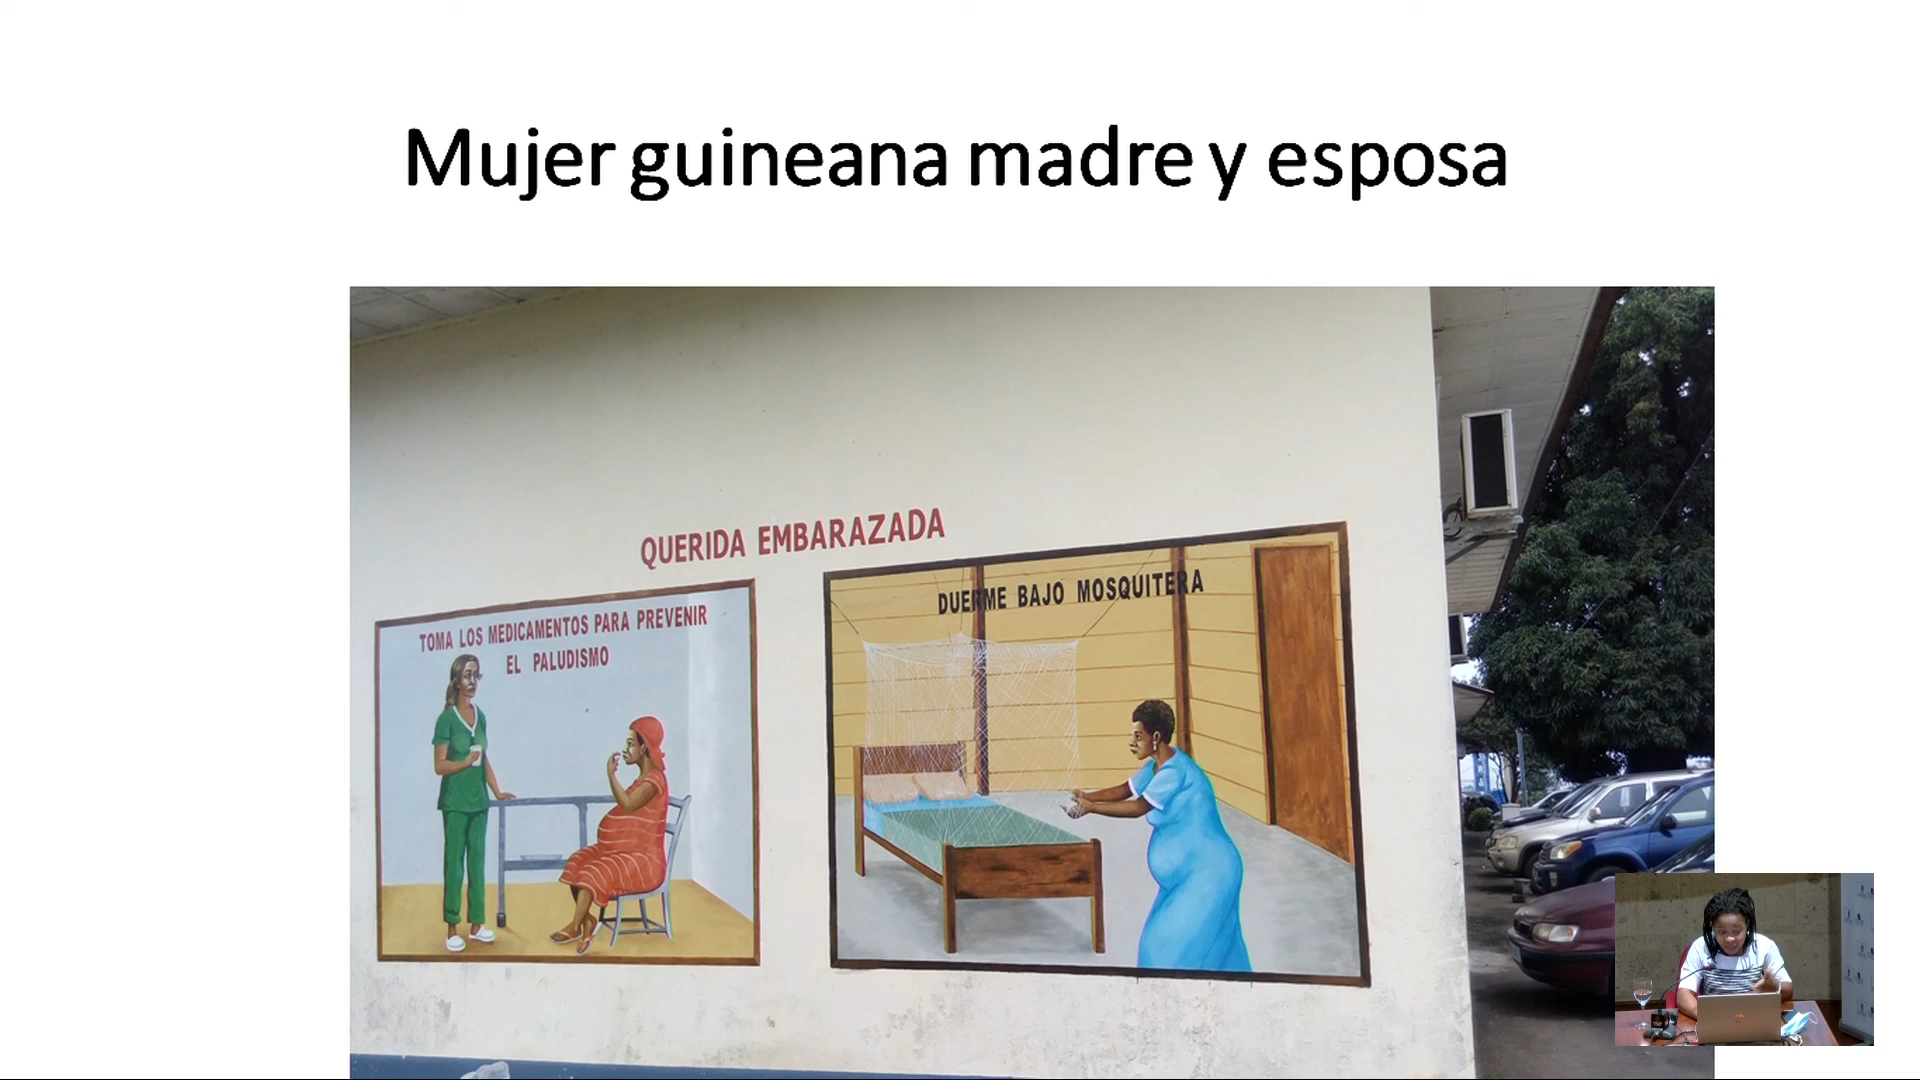 Mujer guineana madre y esposa
QUERIDA EMBARAZADA
TOMA LOS MEDICAMENTOS PARA PREVENIR
EL PALUDISMO
DUERME BAJO MOSQUITERA